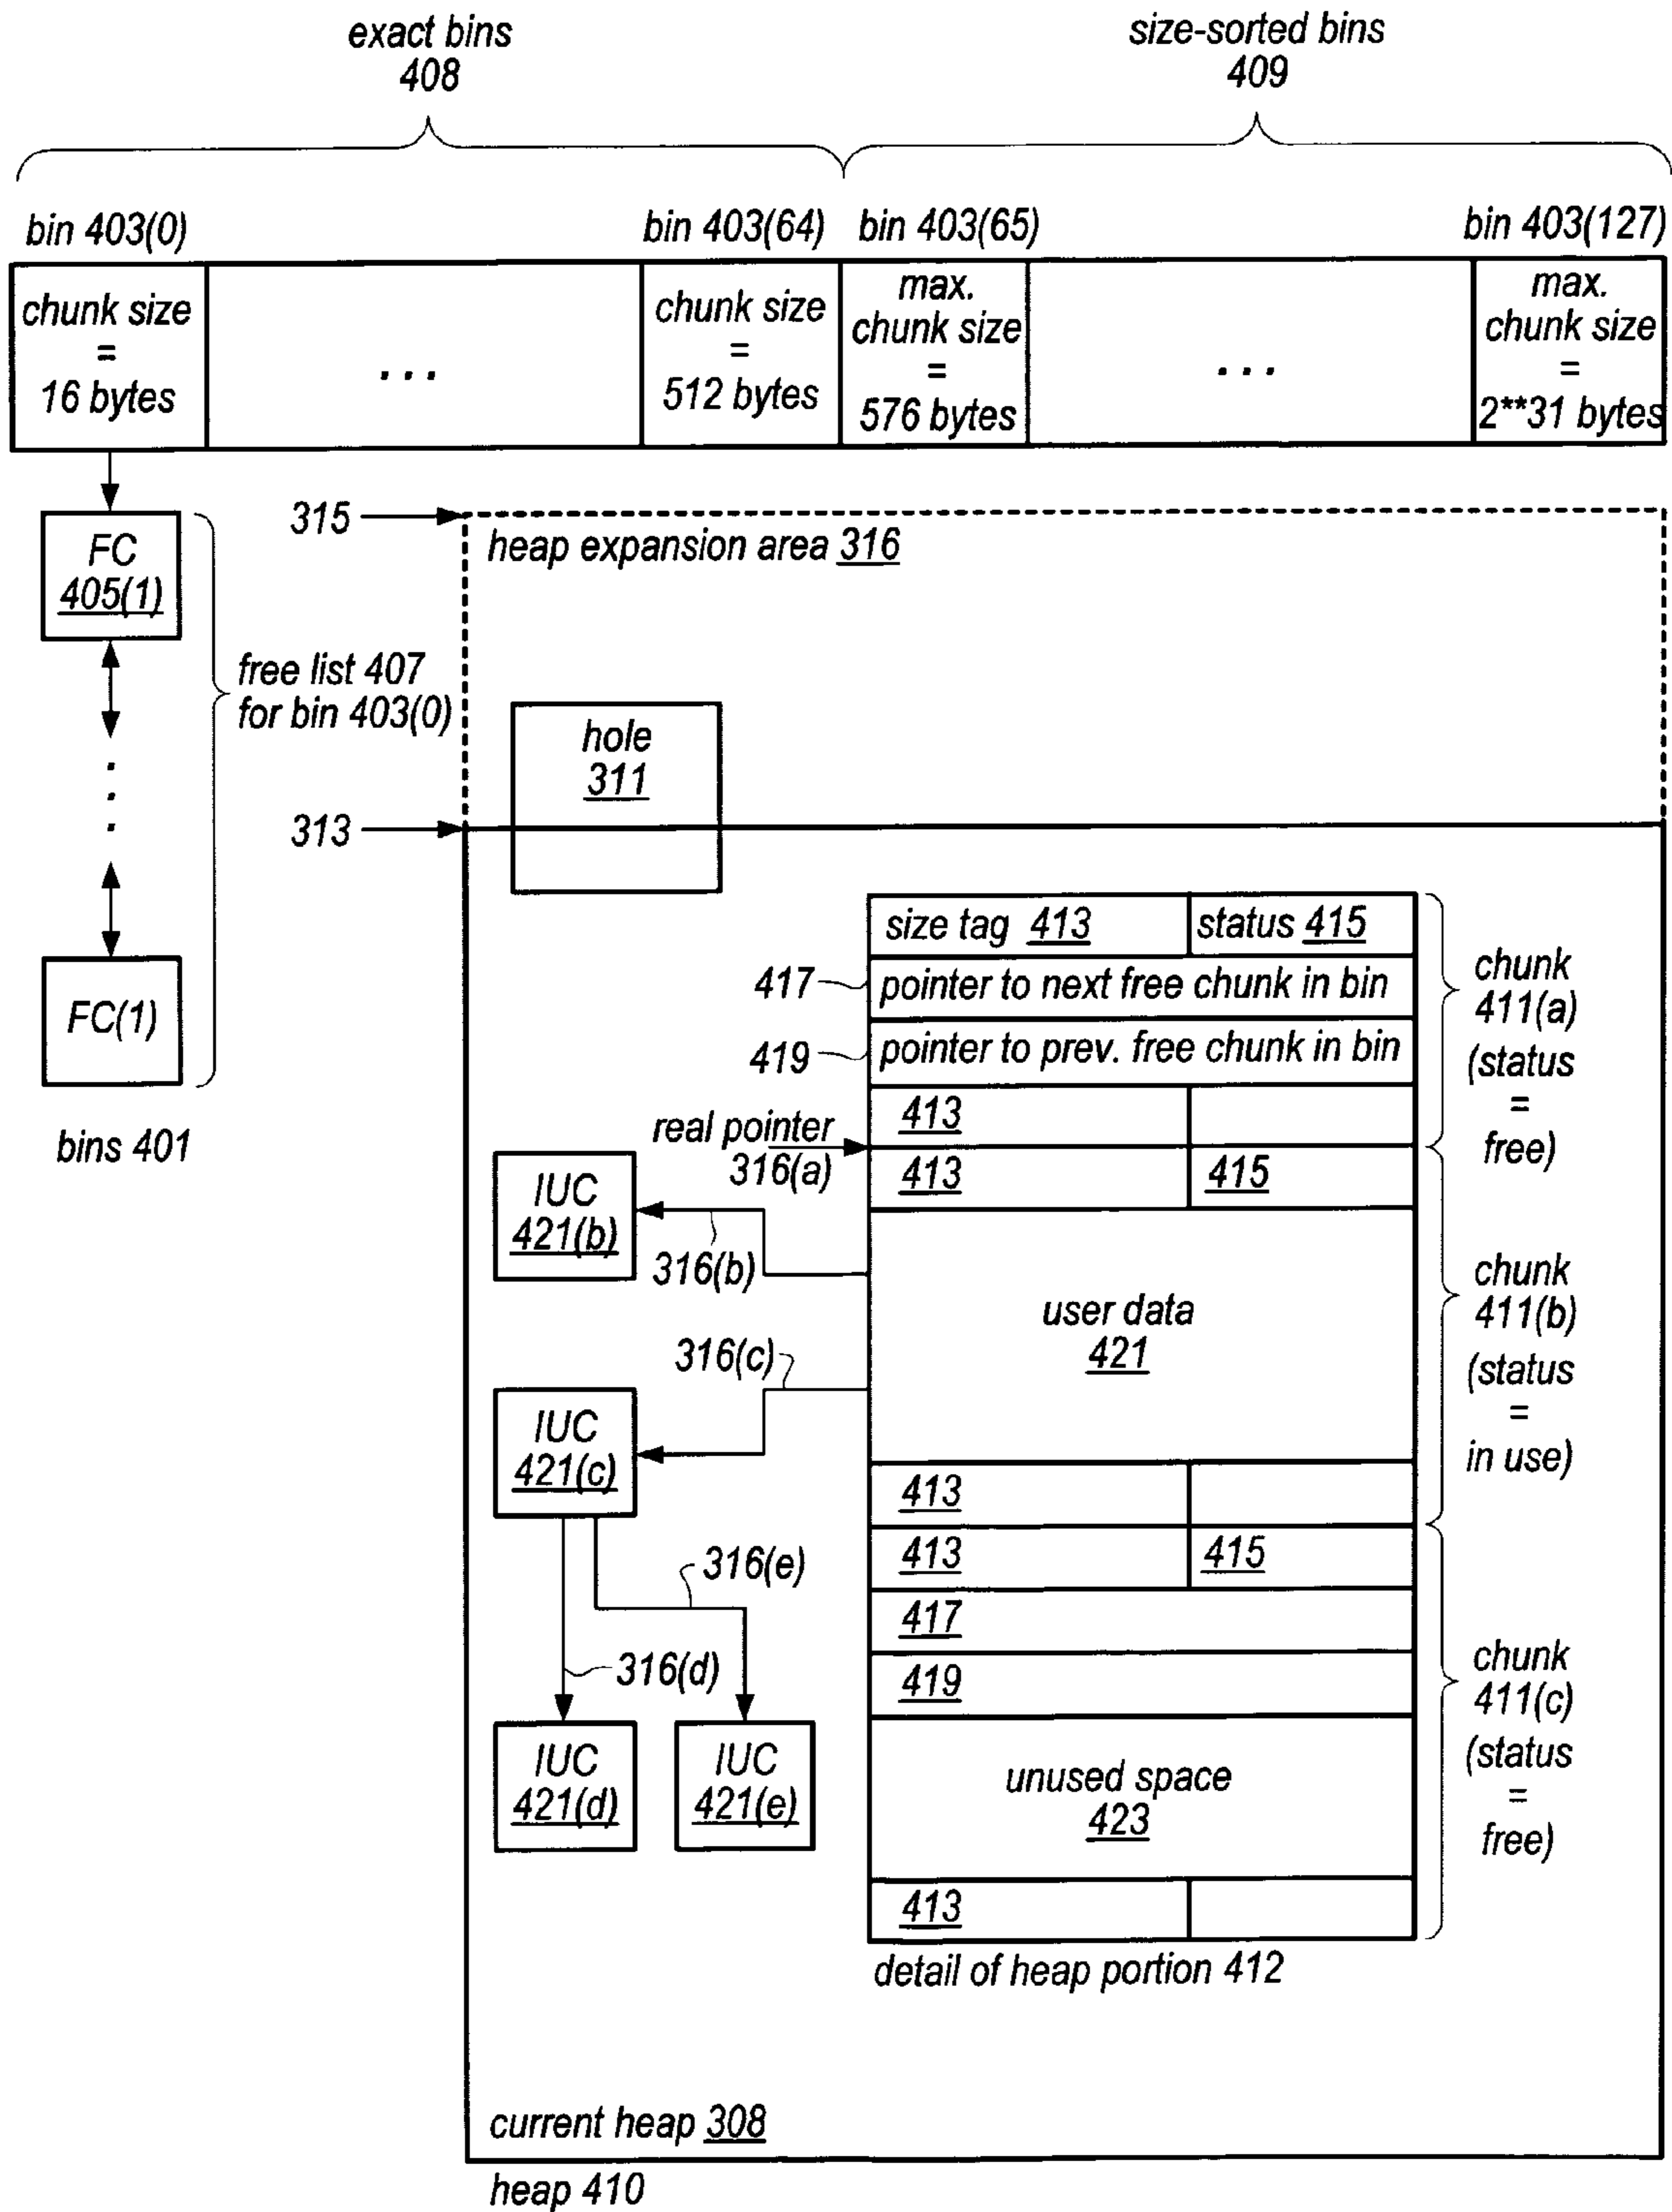 exact bins
408
size-sorted bins
409
bin 403(0)
bin 403(64)
bin 403(65)
bin 403(127)
chunk size
=
16 bytes
. . .
chunk size
=
512 bytes
max.
chunk size
=
576 bytes
. . .
max.
chunk size
=
2**31 bytes
FC
405(1)
.
.
.
FC(1)
free list 407
for bin 403(0)
bins 401
315
heap expansion area 316
hole
311
313
size tag 413
status 415
417
pointer to next free chunk in bin
419
pointer to prev. free chunk in bin
413
real pointer
316(a)
413
415
chunk
411(a)
(status
=
free)
IUC
421(b)
316(b)
user data
421
316(c)
IUC
421(c)
413
chunk
411(b)
(status
=
in use)
413
415
316(e)
417
316(d)
419
IUC
421(d)
IUC
421(e)
unused space
423
413
chunk
411(c)
(status
=
free)
detail of heap portion 412
current heap 308
heap 410